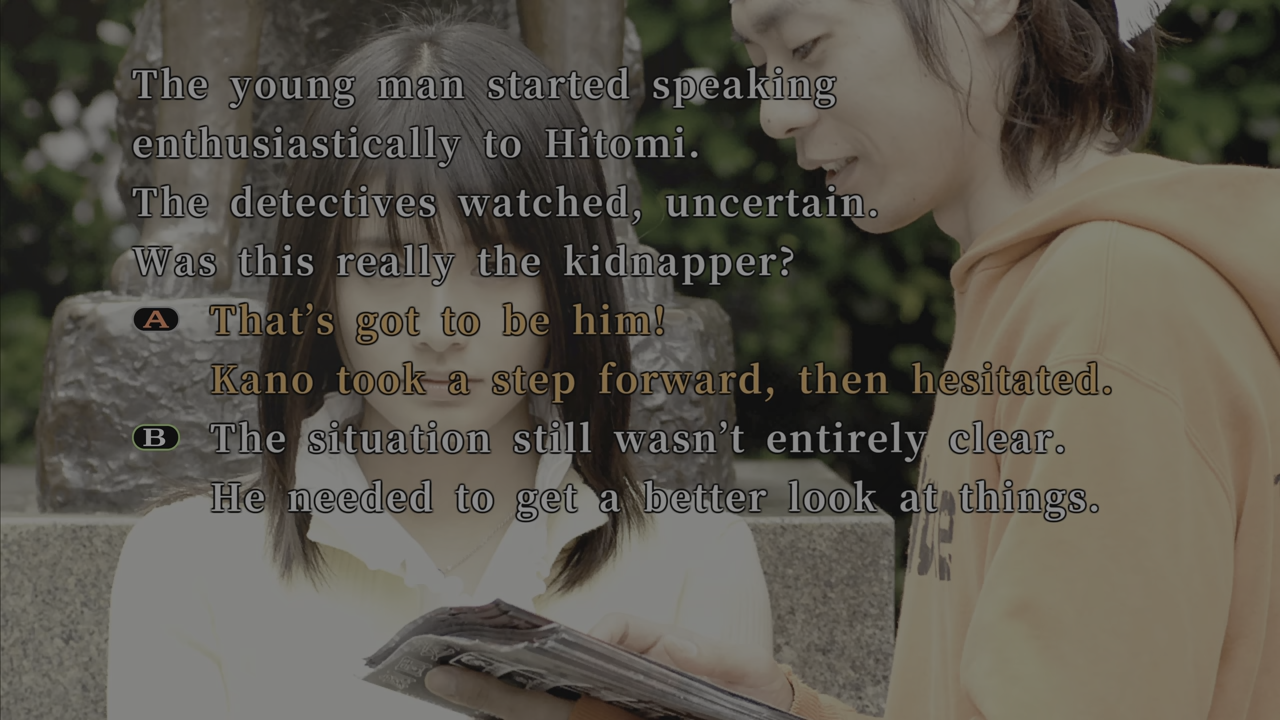 The young man started speaking
enthusiastically to Hitomi.
The detectives watched, uncertain.
Was this really the kidnapper?
A That's got to be him!
Kano took a step forward, then hesitated.
B The situation still wasn't entirely clear.
He needed to get a better look at things.